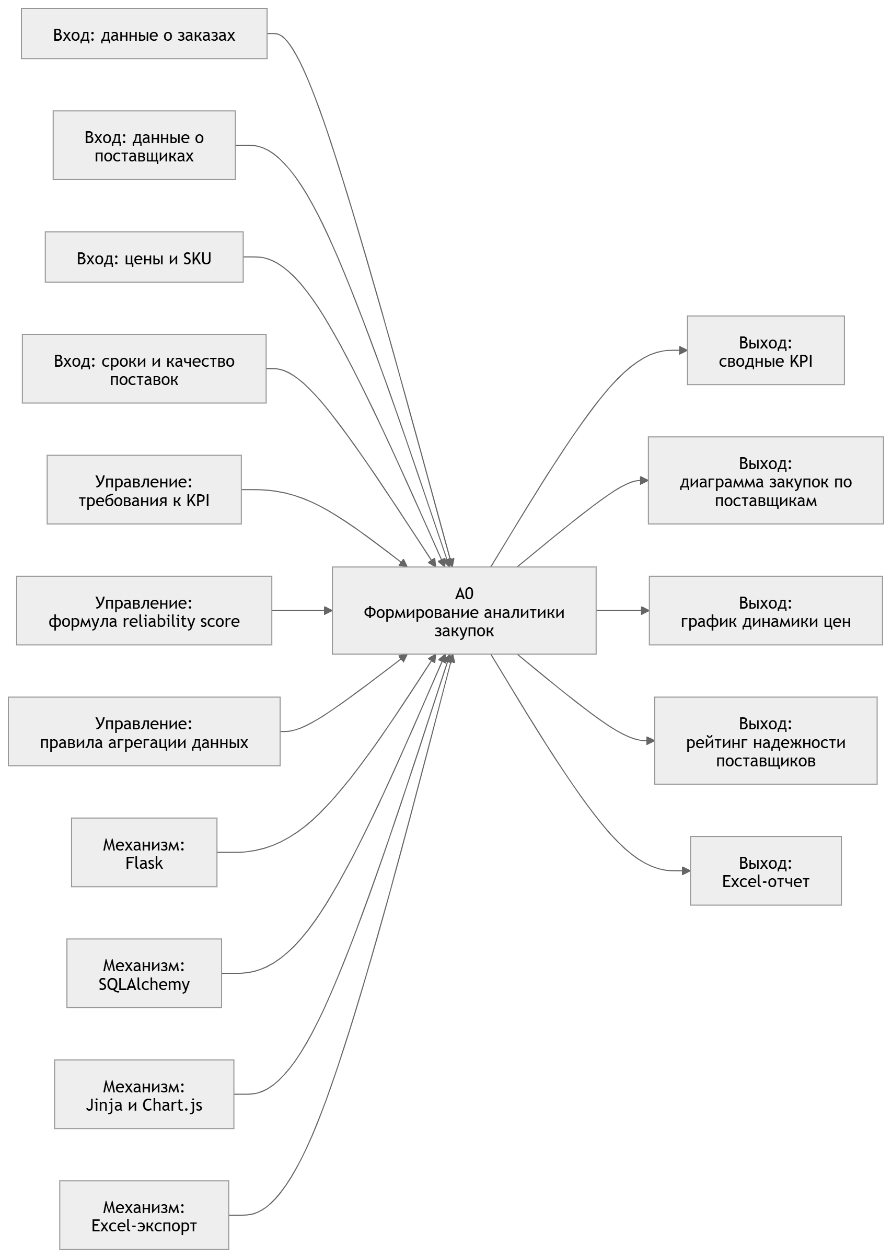 Вход: данные о заказах
Вход: данные о
поставщиках
Вход: цены и SKU
Вход: сроки и качество
поставок
Управление:
требования к KPI
Управление:
формула reliability score
Управление:
правила агрегации данных
Механизм:
Flask
Механизм:
SQLAlchemy
Механизм:
Jinja и Chart.js
Механизм:
Excel-экспорт
A0
Формирование аналитики
закупок
Выход:
сводные KPI
Выход:
диаграмма закупок по
поставщикам
Выход:
график динамики цен
Выход:
рейтинг надежности
поставщиков
Выход:
Excel-отчет